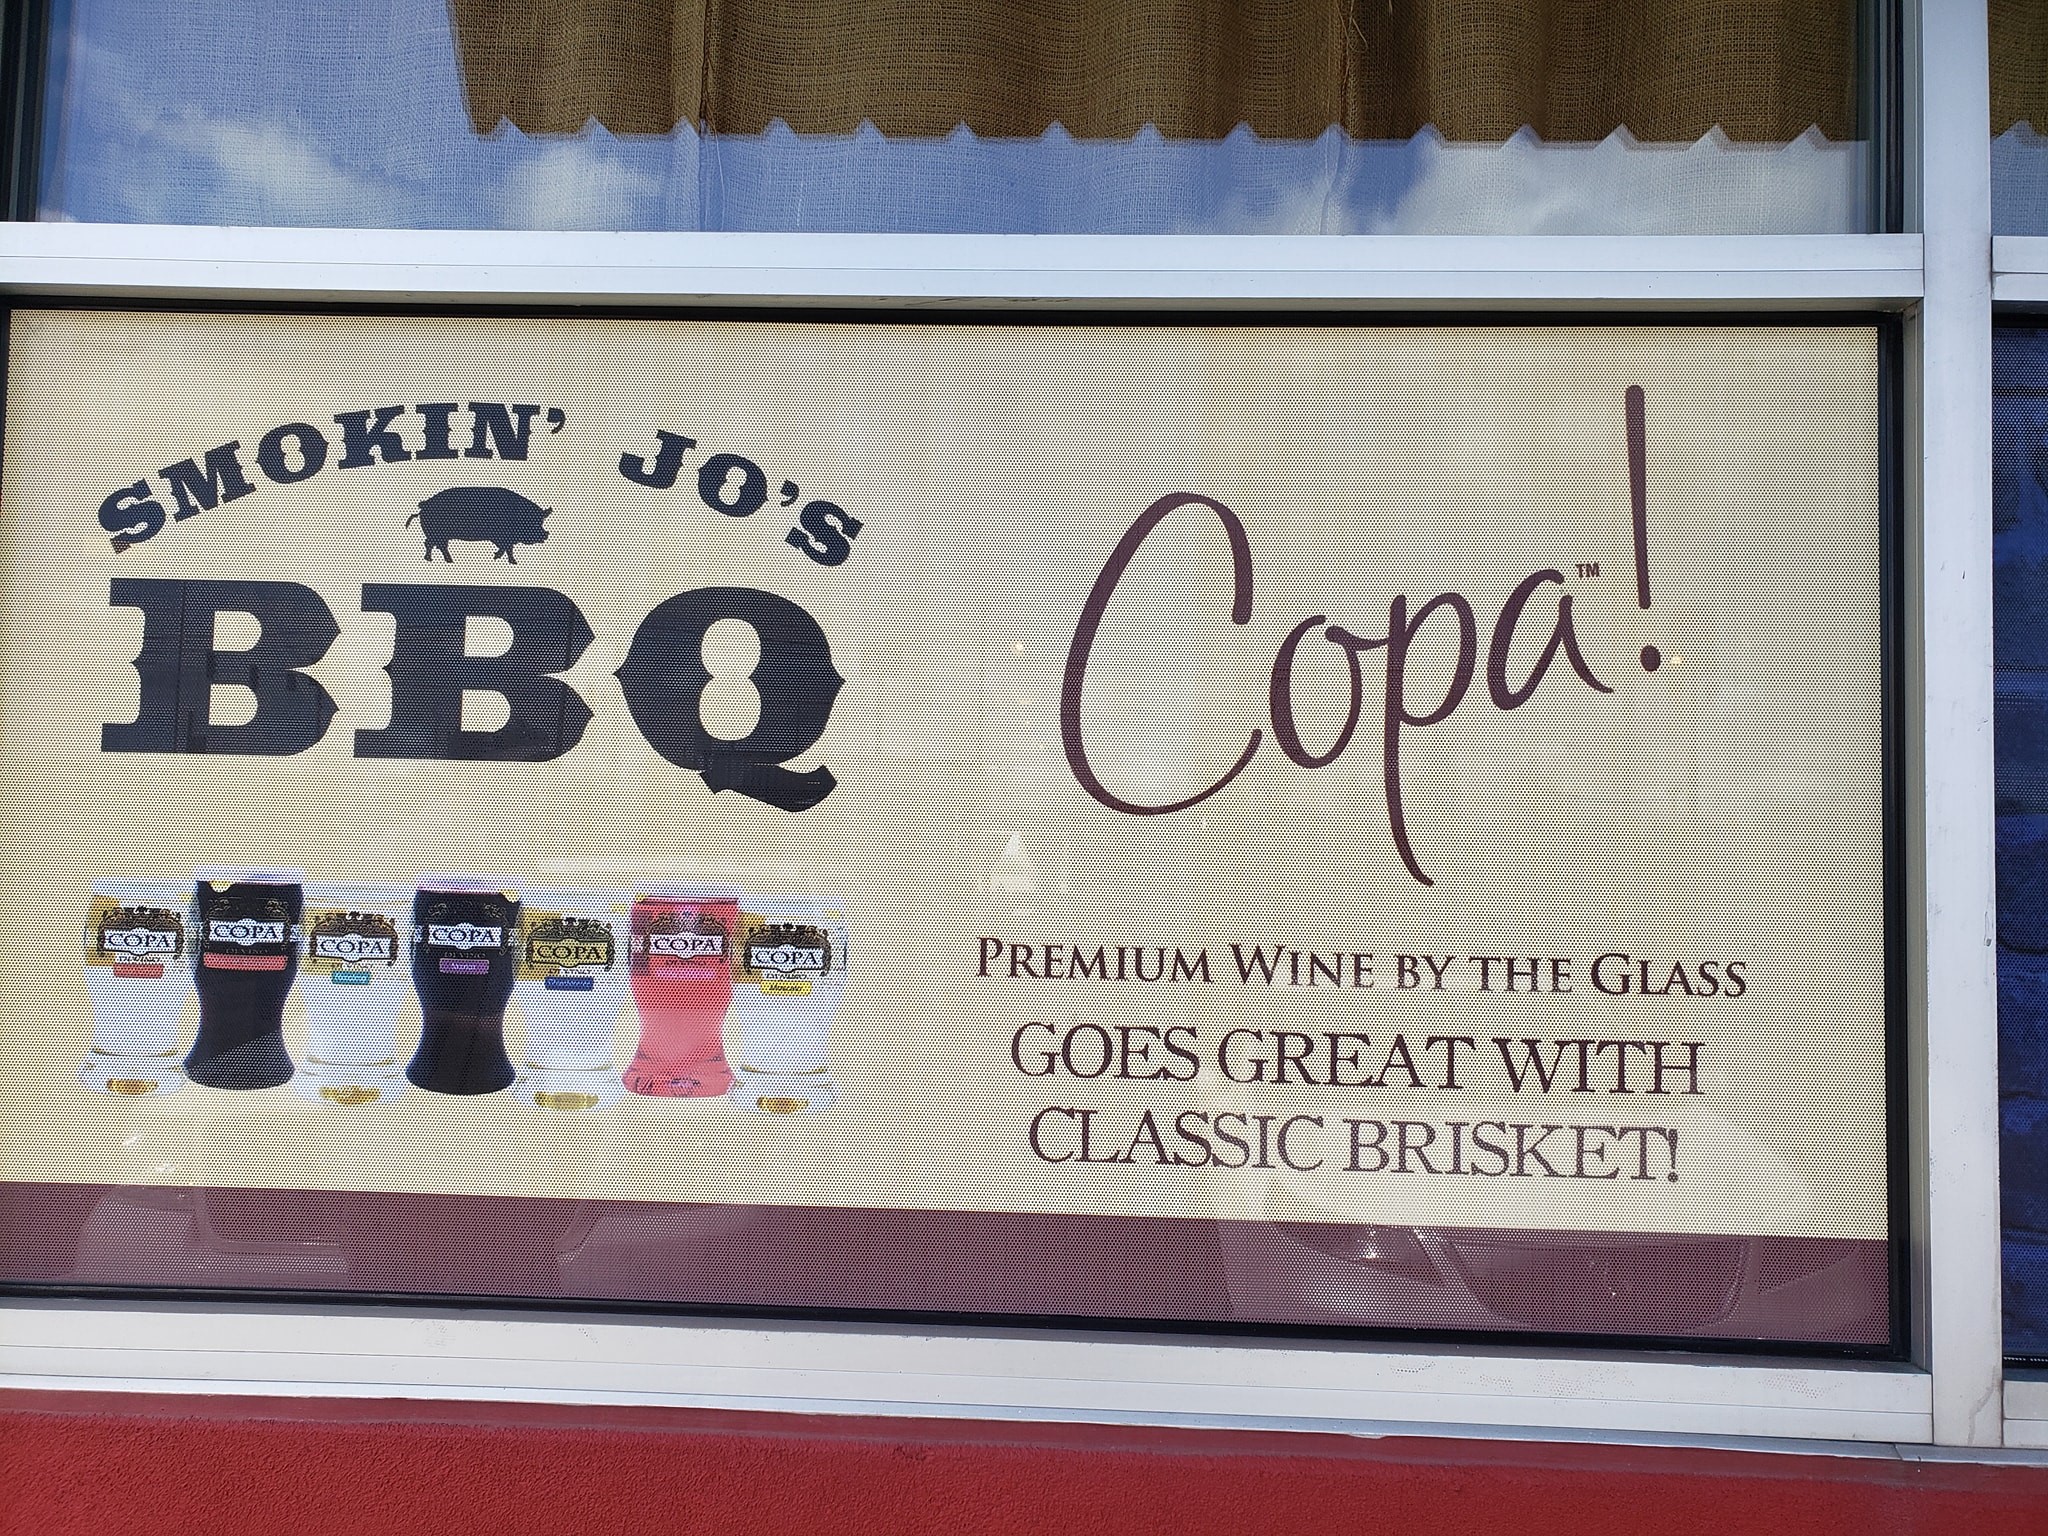 SMOKIN' JO'S
BBQ
Copa!™
PREMIUM WINE BY THE GLASS
GOES GREAT WITH
CLASSIC BRISKET!
COPA
COPA
COPA
COPA
COPA
COPA
COPA
Moscato